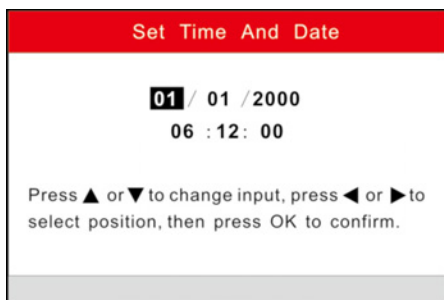 Set Time And Date
01 / 01 / 2000
06 : 12 : 00
Press ▲ or ▼ to change input, press ◀ or ▶ to
select position, then press OK to confirm.